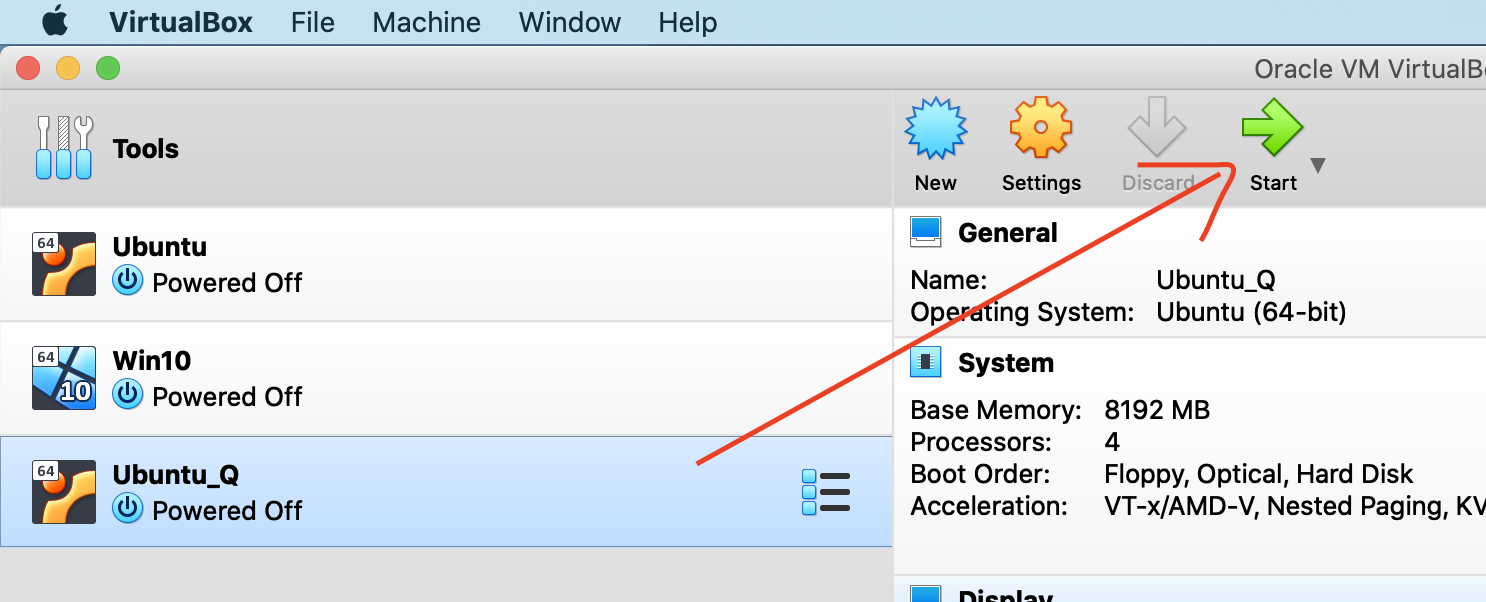 VirtualBox File Machine Window Help
Oracle VM VirtualBo
Tools
New Settings Discard Start
64
Ubuntu
Powered Off
64
10
Win10
Powered Off
64
Ubuntu_Q
Powered Off
General
Name: Ubuntu_Q
Operating System: Ubuntu (64-bit)
System
Base Memory: 8192 MB
Processors: 4
Boot Order: Floppy, Optical, Hard Disk
Acceleration: VT-x/AMD-V, Nested Paging, KV
Display